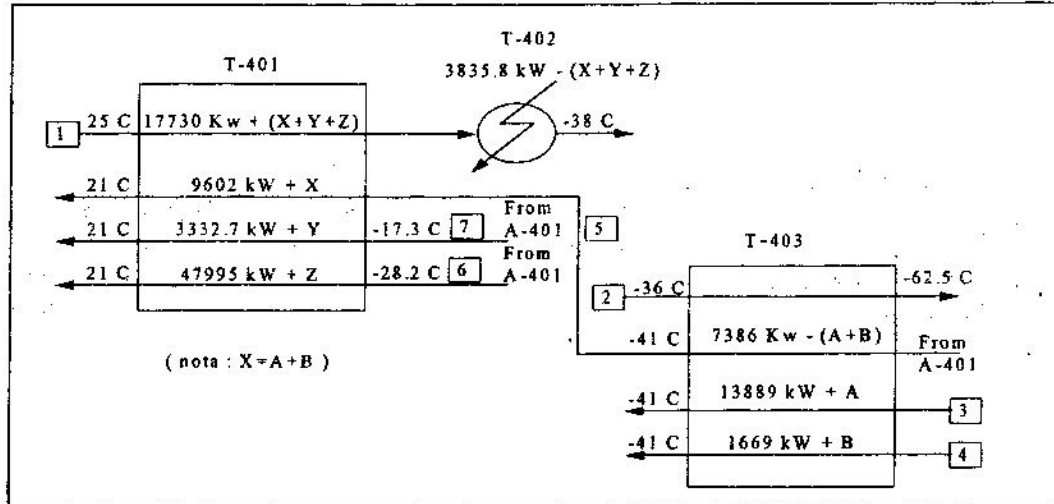 T-402
T-401
3835.8 kW - (X+Y+Z)
1
25 C
17730 Kw + (X+Y+Z)
-38 C
21 C
9602 kW + X
From
A-401
5
21 C
3332.7 kW + Y
-17.3 C
7
From
A-401
21 C
47995 kW + Z
-28.2 C
6
T-403
2
-36 C
-62.5 C
-41 C
7386 Kw - (A+B)
From
A-401
( nota : X=A+B )
-41 C
13889 kW + A
3
-41 C
1669 kW + B
4